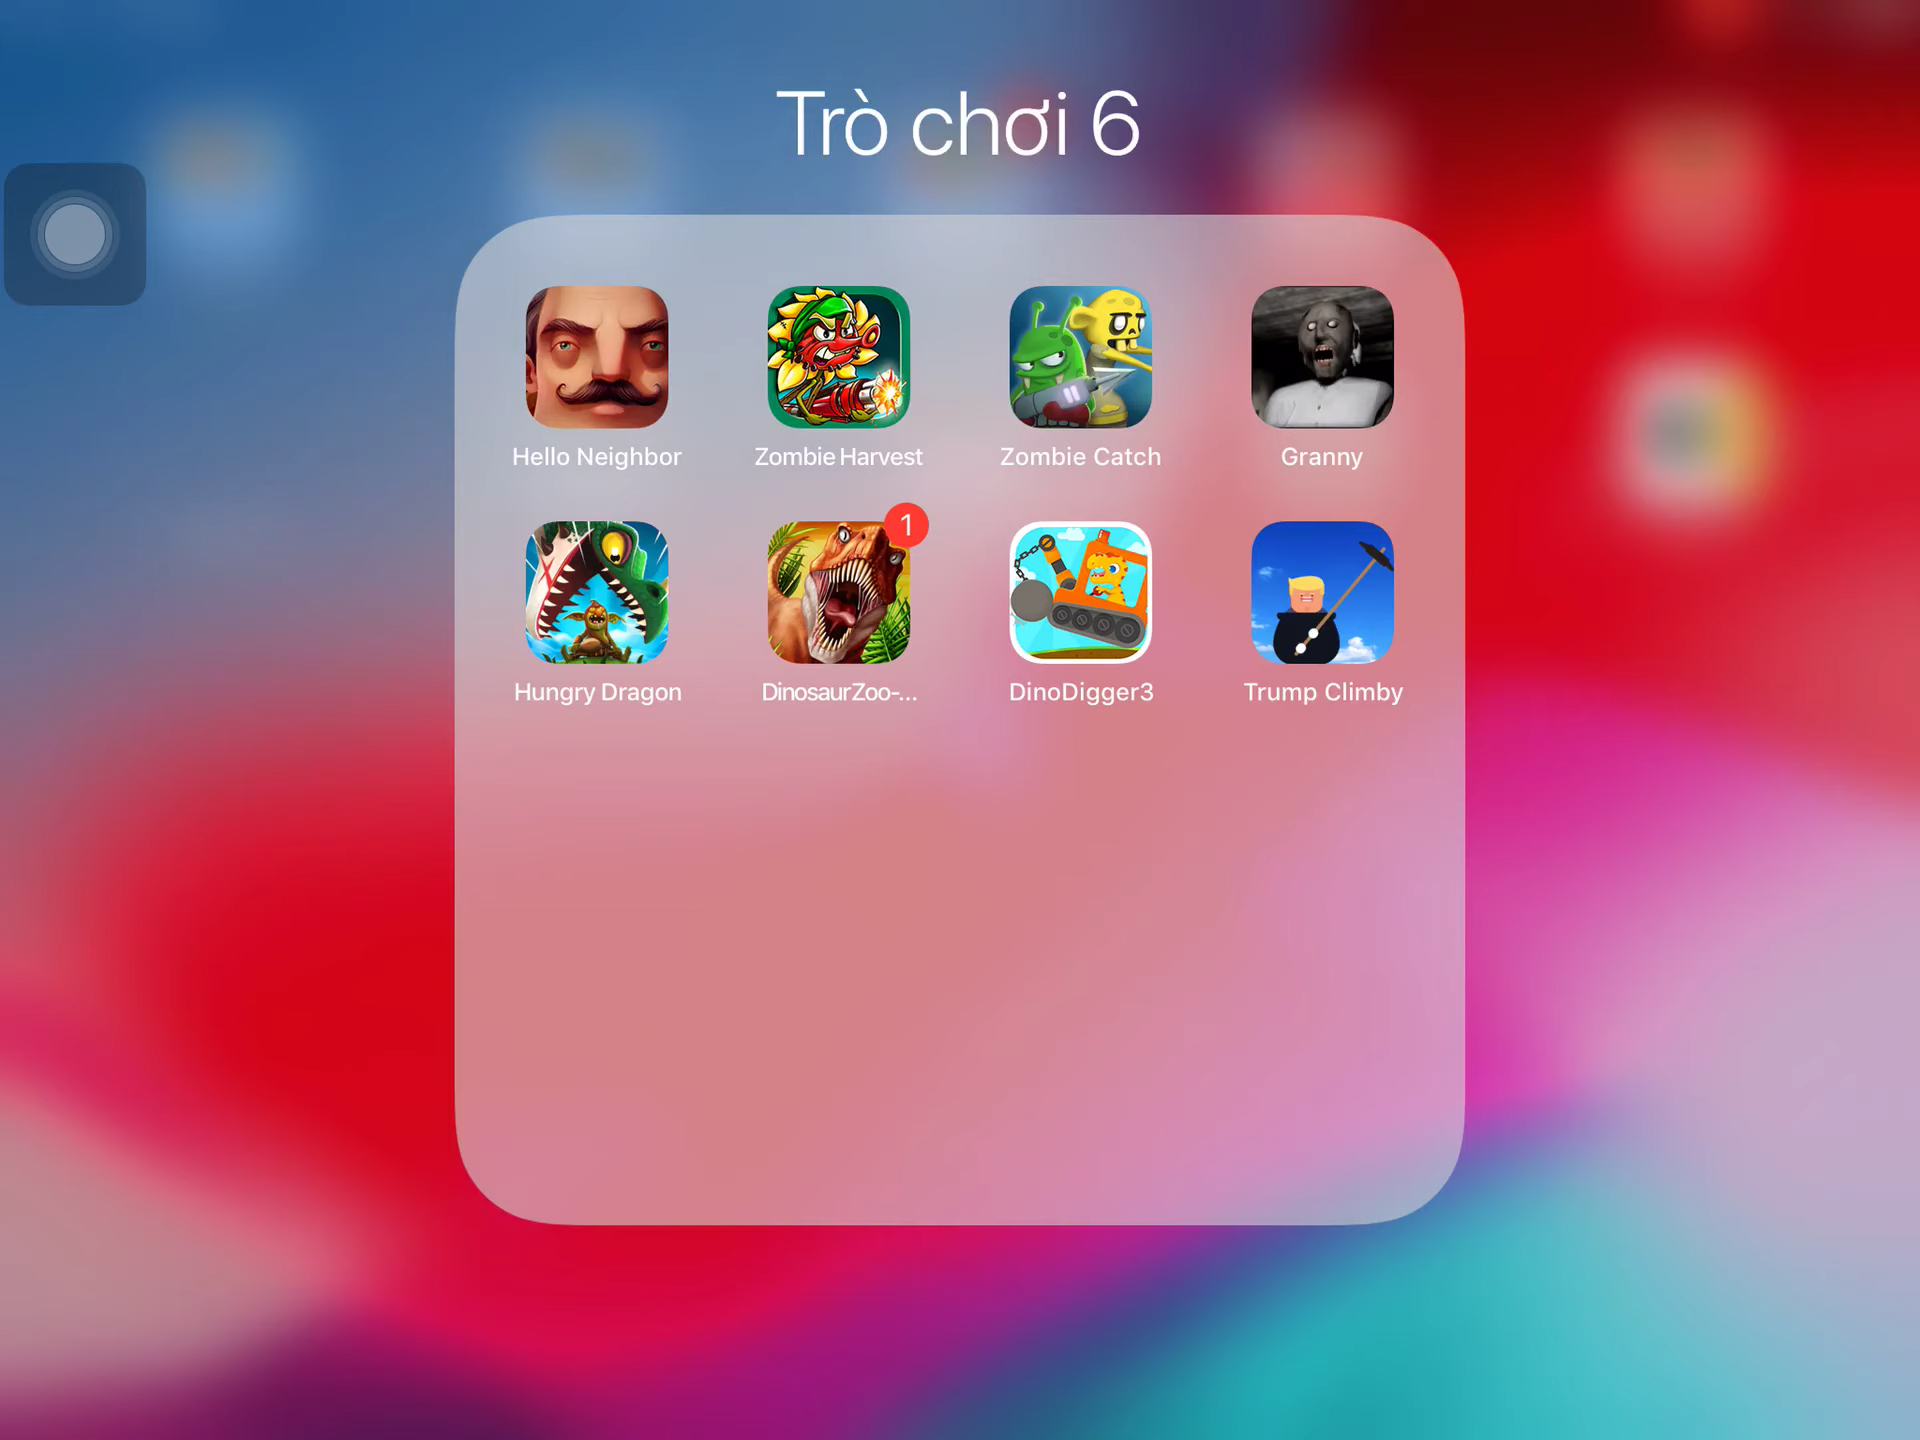 Trò chơi 6
Hello Neighbor
Zombie Harvest
Zombie Catch
Granny
1
Hungry Dragon
DinosaurZoo-...
DinoDigger3
Trump Climby